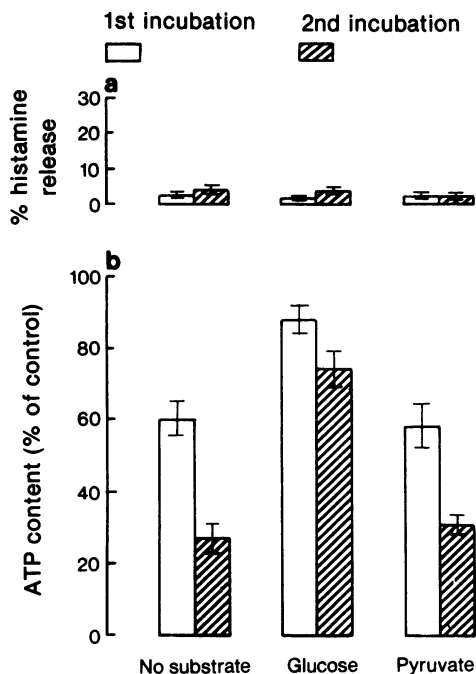 1st incubation 2nd incubation
a
% histamine
release
30
20
10
0
b
ATP content (% of control)
100
80
60
40
20
0
No substrate Glucose Pyruvate